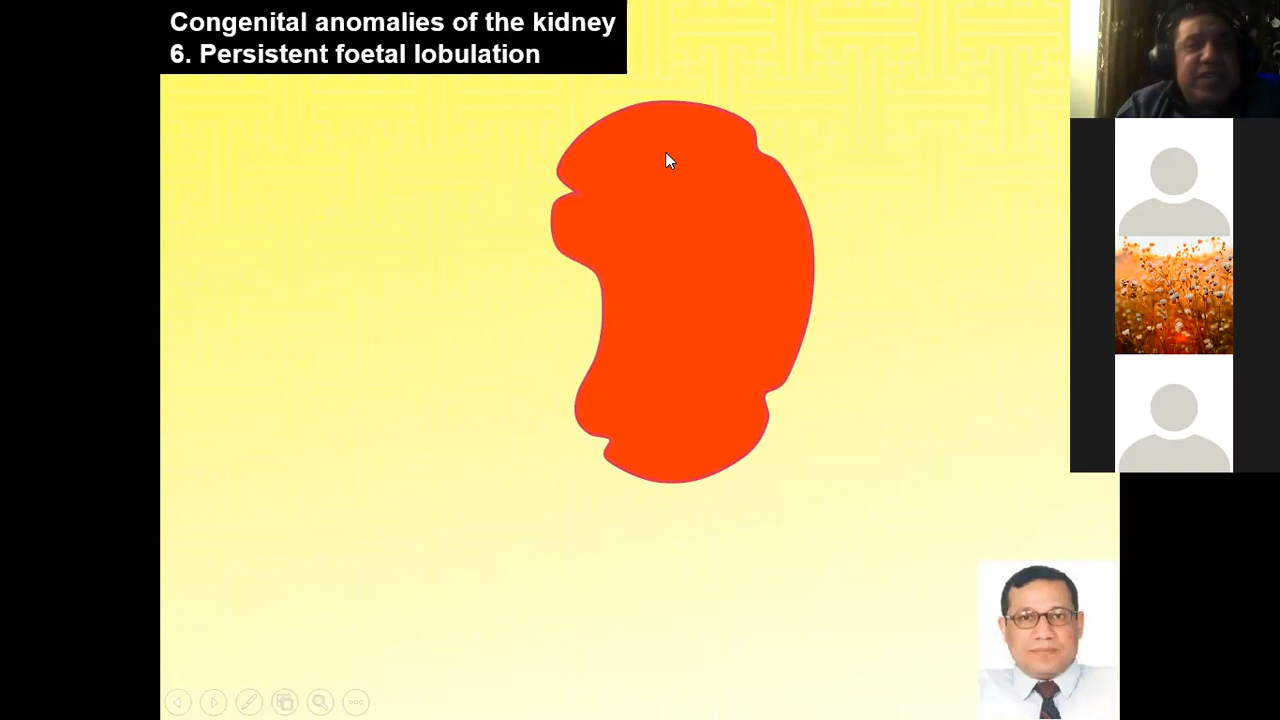 Congenital anomalies of the kidney
6. Persistent foetal lobulation